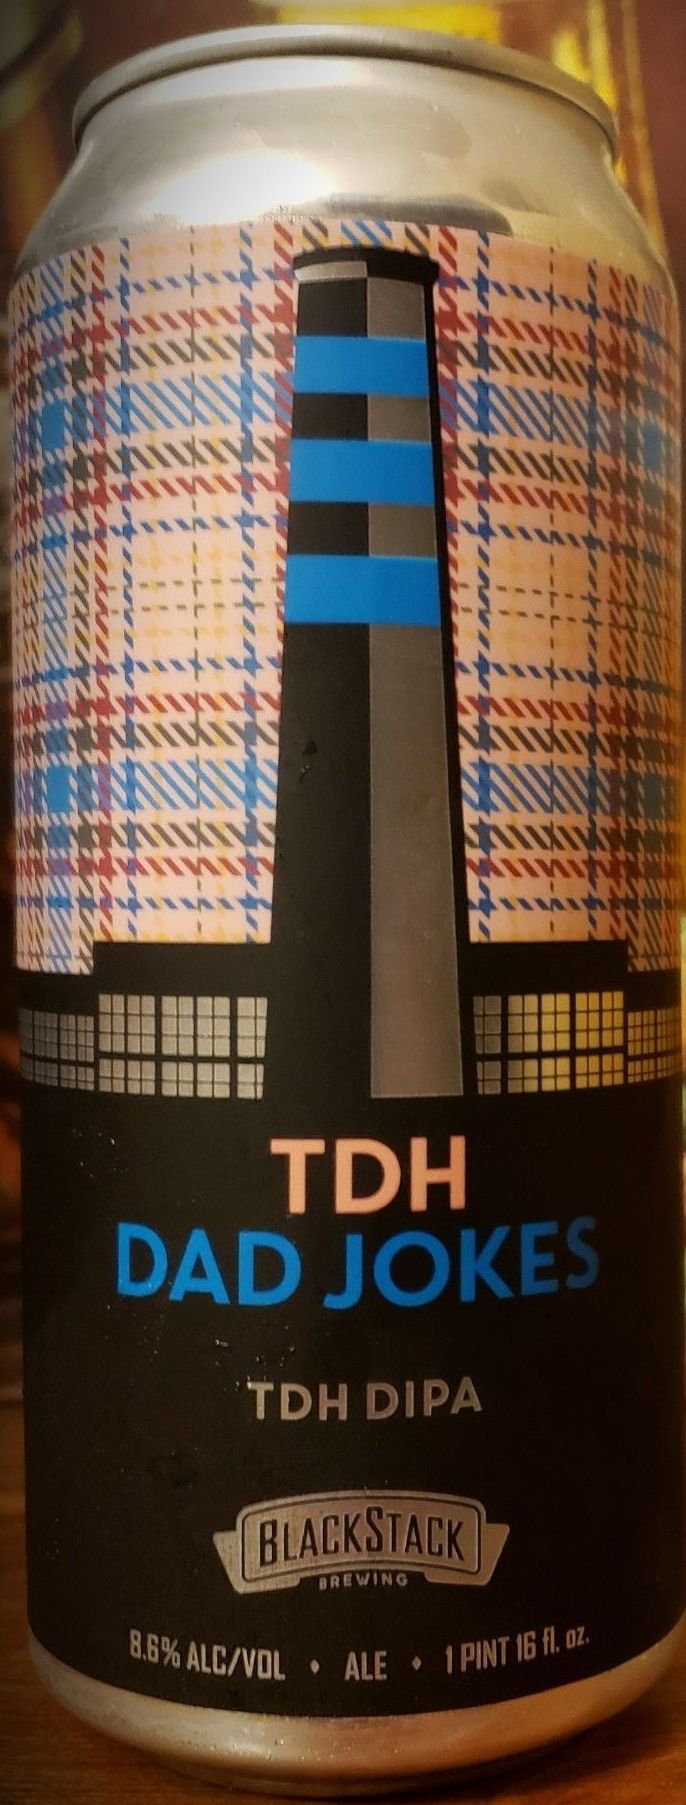 TDH
DAD JOKES
TDH DIPA
BLACKSTACK
BREWING
8.6% ALC/VOL • ALE • 1 PINT 16 fl. oz.